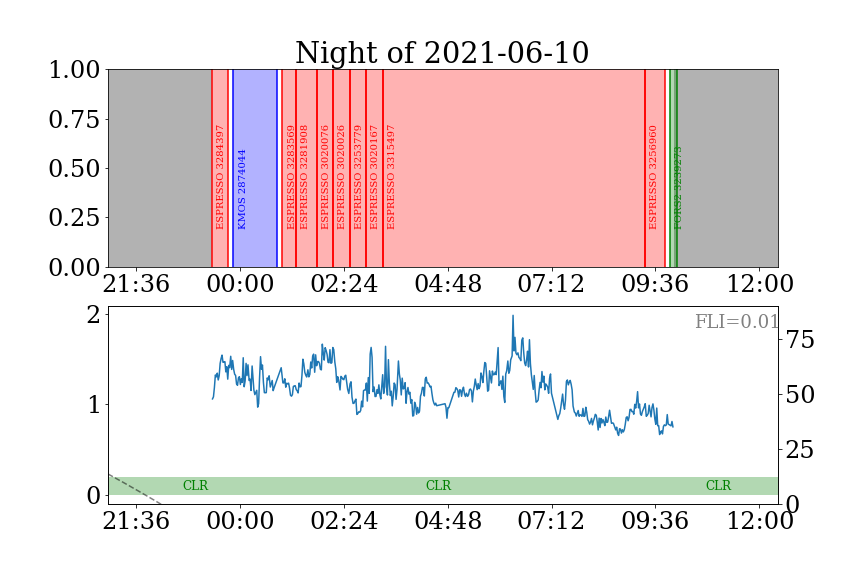 Night of 2021-06-10
1.00
0.75
0.50
0.25
0.00
ESPRESSO 3284397
KMOS 2874044
ESPRESSO 3283569
ESPRESSO 3281908
ESPRESSO 3020076
ESPRESSO 3020026
ESPRESSO 3253779
ESPRESSO 3020167
ESPRESSO 3315497
ESPRESSO 3256960
FORS2 3239273
21:36 00:00 02:24 04:48 07:12 09:36 12:00
FLI=0.01
2
1
0
75
50
25
0
CLR CLR CLR
21:36 00:00 02:24 04:48 07:12 09:36 12:00